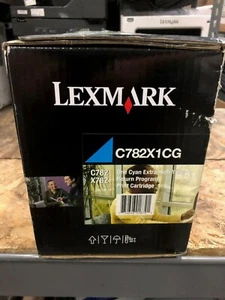 LEXMARK
C782X1CG
C782 Cyan Extra
X782 Return Program
Print Cartridge